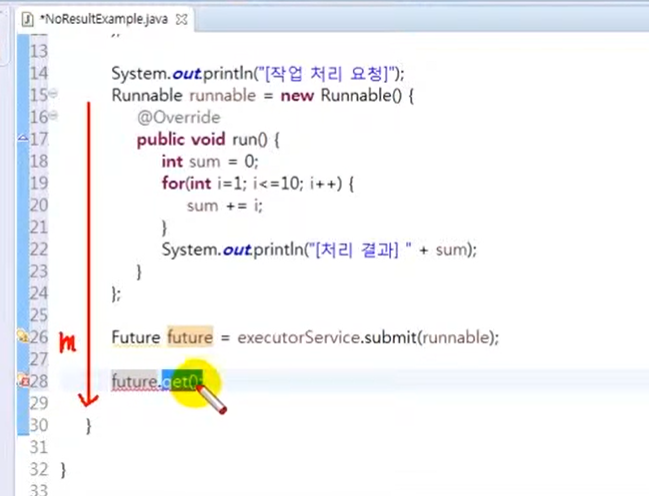 *NoResultExample.java
13
14 System.out.println("[작업 처리 요청]");
15 Runnable runnable = new Runnable() {
16 @Override
17 public void run() {
18 int sum = 0;
19 for(int i=1; i<=10; i++) {
20 sum += i;
21 }
22 System.out.println("[처리 결과] " + sum);
23 }
24 };
25
m 26 Future future = executorService.submit(runnable);
27
28 future.get();
29
30 }
31
32 }
33